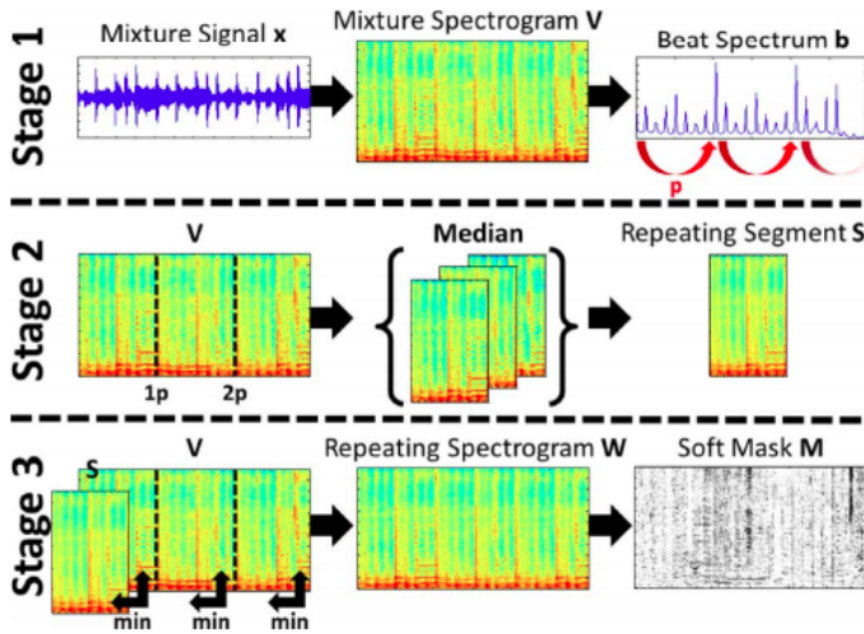 Stage 1
Mixture Signal x
Mixture Spectrogram V
Beat Spectrum b
p
Stage 2
V
Median
Repeating Segment S
1p
2p
Stage 3
V
S
Repeating Spectrogram W
Soft Mask M
min
min
min